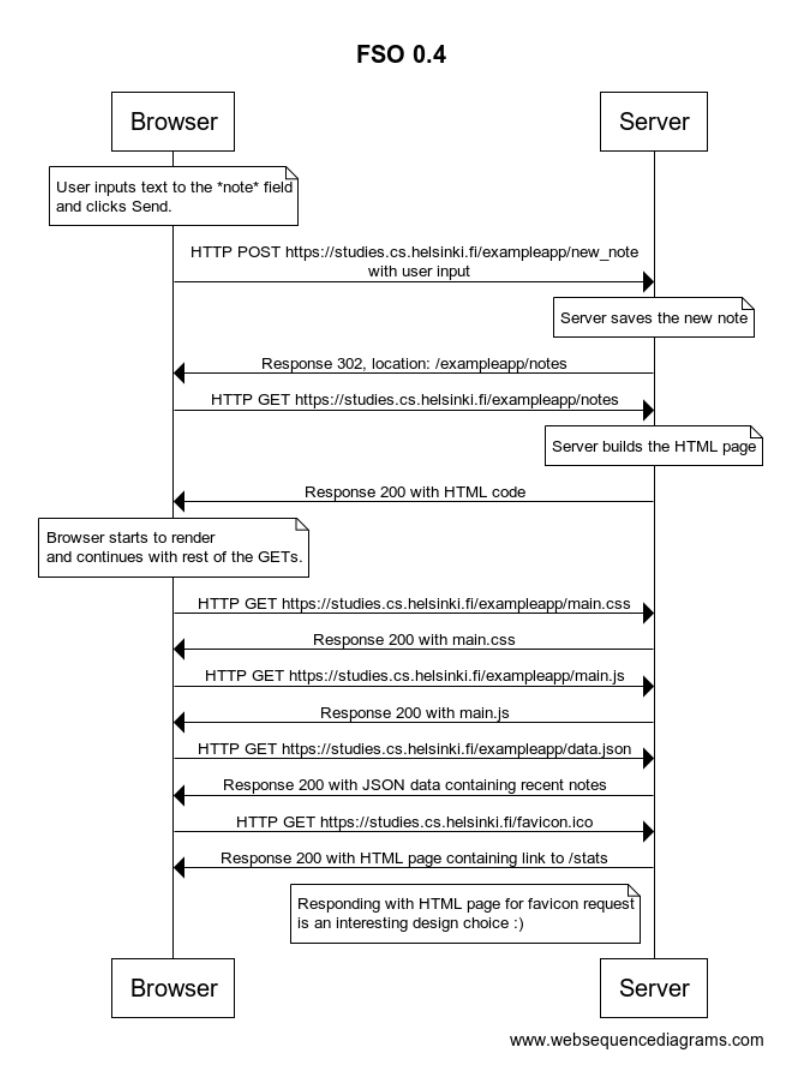 FSO 0.4
Browser
Server
User inputs text to the *note* field
and clicks Send.
HTTP POST https://studies.cs.helsinki.fi/exampleapp/new_note
with user input
Server saves the new note
Response 302, location: /exampleapp/notes
HTTP GET https://studies.cs.helsinki.fi/exampleapp/notes
Server builds the HTML page
Response 200 with HTML code
Browser starts to render
and continues with rest of the GETs.
HTTP GET https://studies.cs.helsinki.fi/exampleapp/main.css
Response 200 with main.css
HTTP GET https://studies.cs.helsinki.fi/exampleapp/main.js
Response 200 with main.js
HTTP GET https://studies.cs.helsinki.fi/exampleapp/data.json
Response 200 with JSON data containing recent notes
HTTP GET https://studies.cs.helsinki.fi/favicon.ico
Response 200 with HTML page containing link to /stats
Responding with HTML page for favicon request
is an interesting design choice :)
Browser
Server
www.websequencediagrams.com